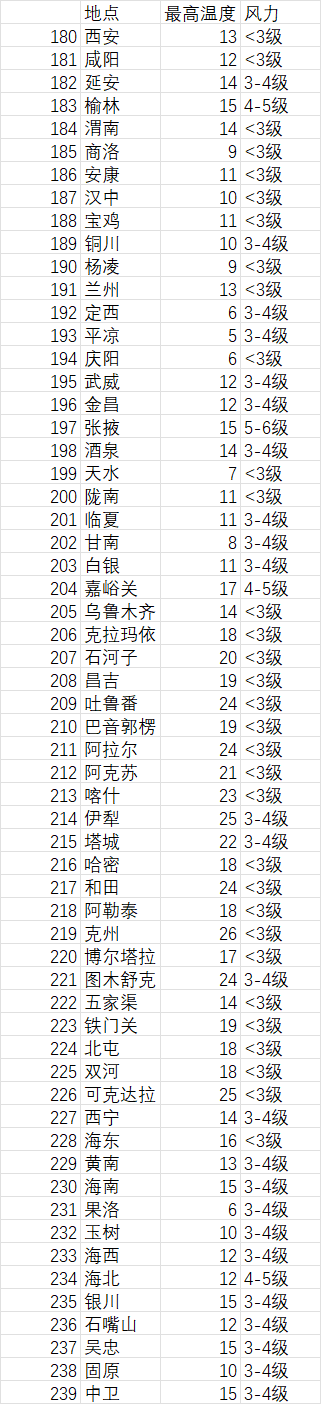 地点 最高温度 风力
180 西安 13 <3级
181 咸阳 12 <3级
182 延安 14 3-4级
183 榆林 15 4-5级
184 渭南 14 <3级
185 商洛 9 <3级
186 安康 11 <3级
187 汉中 10 <3级
188 宝鸡 11 <3级
189 铜川 10 3-4级
190 杨凌 9 <3级
191 兰州 13 <3级
192 定西 6 3-4级
193 平凉 5 3-4级
194 庆阳 6 <3级
195 武威 12 3-4级
196 金昌 12 3-4级
197 张掖 15 5-6级
198 酒泉 14 3-4级
199 天水 7 <3级
200 陇南 11 <3级
201 临夏 11 3-4级
202 甘南 8 3-4级
203 白银 11 3-4级
204 嘉峪关 17 4-5级
205 乌鲁木齐 14 <3级
206 克拉玛依 18 <3级
207 石河子 20 <3级
208 昌吉 19 <3级
209 吐鲁番 24 <3级
210 巴音郭楞 19 <3级
211 阿拉尔 24 <3级
212 阿克苏 21 <3级
213 喀什 23 <3级
214 伊犁 25 3-4级
215 塔城 22 3-4级
216 哈密 18 <3级
217 和田 24 <3级
218 阿勒泰 18 <3级
219 克州 26 <3级
220 博尔塔拉 17 <3级
221 图木舒克 24 3-4级
222 五家渠 14 <3级
223 铁门关 19 <3级
224 北屯 18 <3级
225 双河 18 <3级
226 可克达拉 25 <3级
227 西宁 14 3-4级
228 海东 16 <3级
229 黄南 13 3-4级
230 海南 15 3-4级
231 果洛 6 3-4级
232 玉树 10 3-4级
233 海西 12 3-4级
234 海北 12 4-5级
235 银川 15 3-4级
236 石嘴山 12 3-4级
237 吴忠 15 3-4级
238 固原 10 3-4级
239 中卫 15 3-4级